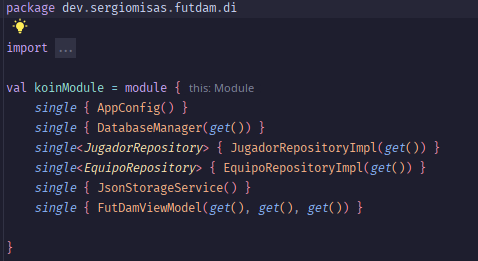 package dev.sergiomisas.futdam.di
import ...
val koinModule = module { this: Module
single { AppConfig() }
single { DatabaseManager(get()) }
single<JugadorRepository> { JugadorRepositoryImpl(get()) }
single<EquipoRepository> { EquipoRepositoryImpl(get()) }
single { JsonStorageService() }
single { FutDamViewModel(get(), get(), get()) }
}